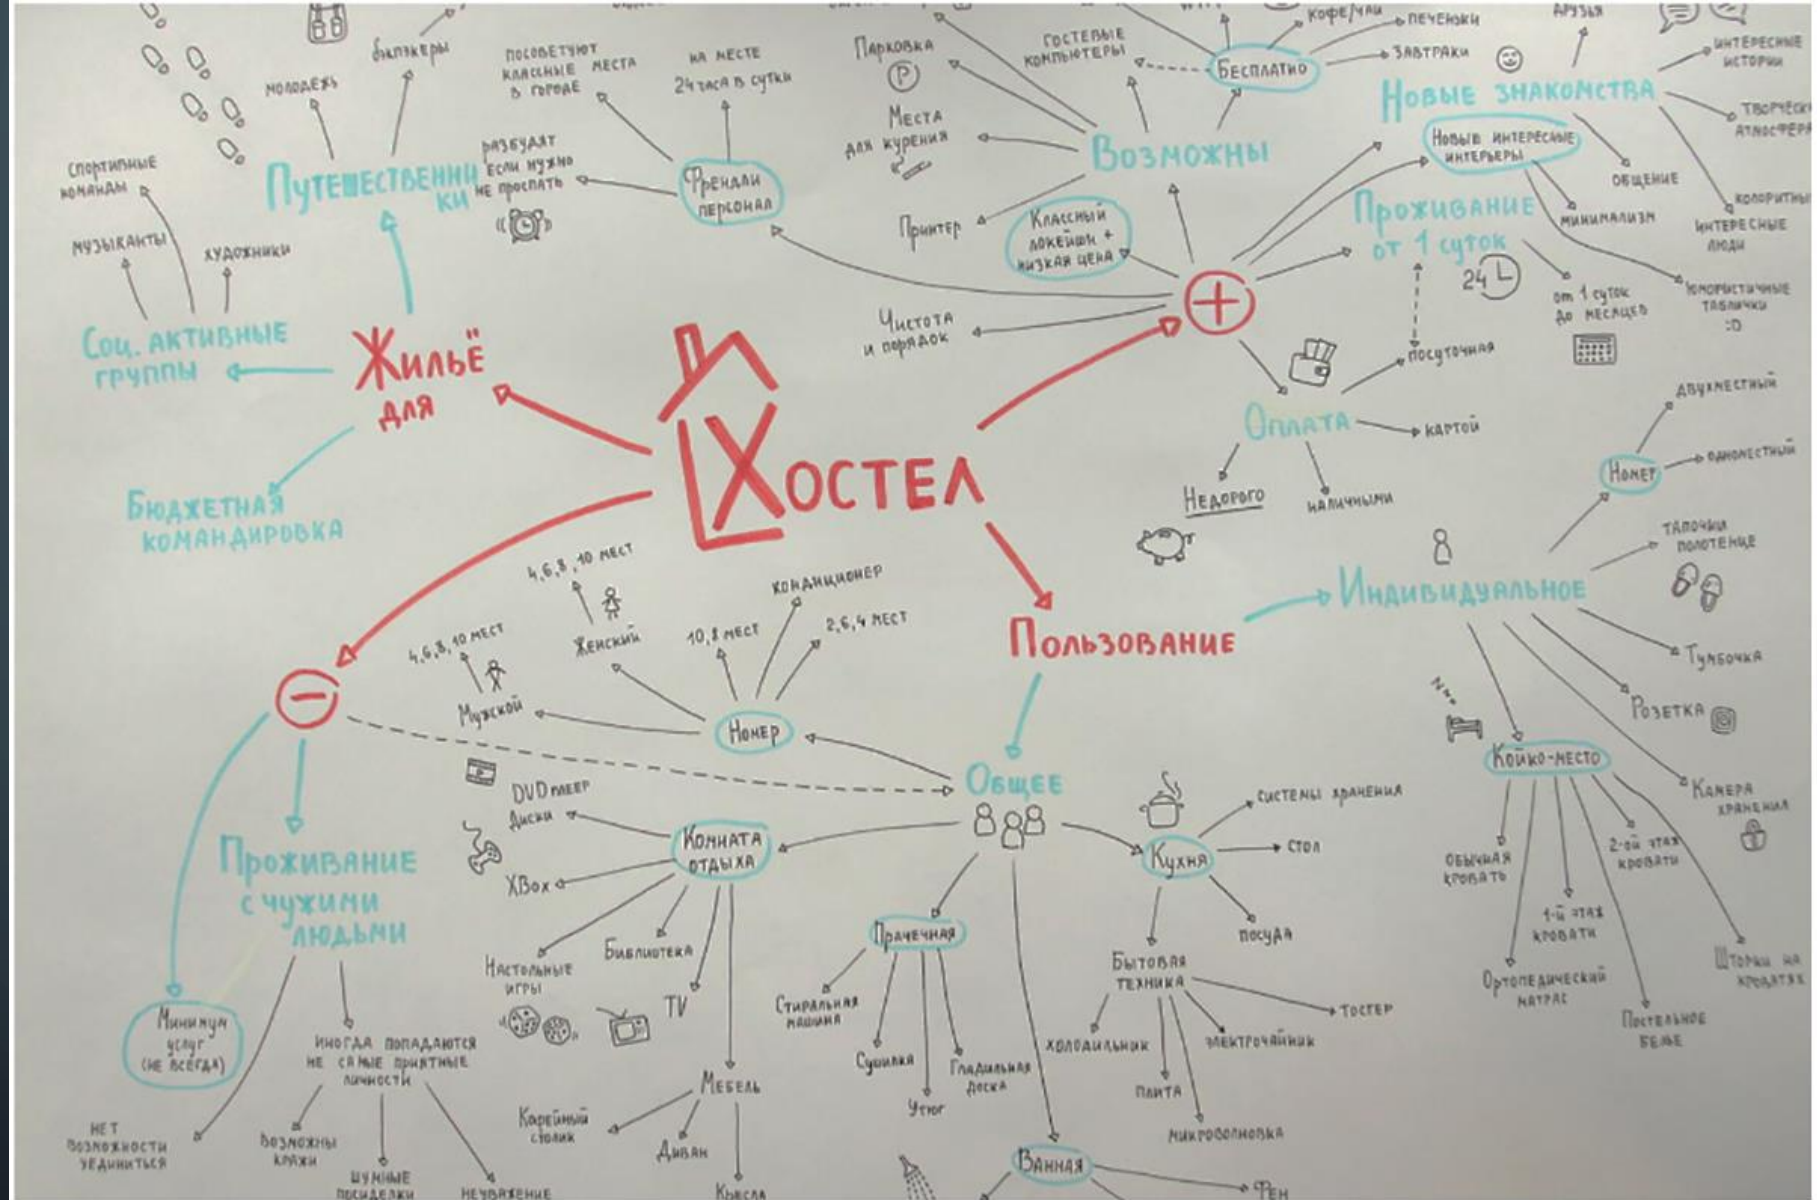 бэкпэкеры
молодежь
Путешественни
ки
спортивные
команды
музыканты
художники
Соц. активные
группы
Жильё
для
Бюджетная
командировка
посоветуют
классные места
в городе
на месте
24 часа в сутки
разбудят
если нужно
не проспать
Френдли
персонал
Парковка
P
Места
для курения
Принтер
гостевые
компьютеры
Возможны
Бесплатно
кофе/чай
печеньки
завтраки
Классный
локейшн +
низкая цена
Чистота
и порядок
+
друзья
интересные
истории
Новые знакомства
Новые интересные
интерьеры
общение
минимализм
интересные
люди
юмористичные
таблички
:D
Проживание
от 1 суток
24
от 1 суток
до месяцев
посуточная
Оплата
картой
Недорого
наличными
Хостел
Пользование
Индивидуальное
Номер
двухместный
одноместный
тапочки
полотенце
Тумбочка
Розетка
Камера
хранения
Койко-место
обычная
кровать
Ортопедический
матрас
1-й этаж
кровати
2-ой этаж
кровати
Постельное
белье
Шторки на
кроватях
Общее
Номер
Мужской
4,6,8,10 мест
Женский
4,6,8,10 мест
10,8 мест
кондиционер
2,6,4 мест
Комната
отдыха
DVD плеер
диски
XBox
Настольные
игры
Библиотека
TV
Мебель
Диван
Кресла
Прачечная
Стиральная
машина
Сушилка
Утюг
Гладильная
доска
Кухня
системы хранения
стол
посуда
Бытовая
техника
холодильник
плита
микроволновка
электрочайник
тостер
Ванная
Фен
−
Проживание
с чужими
людьми
Минимум
услуг
(не всегда)
нет
возможности
уединиться
иногда попадаются
не самые приятные
личности
возможны
кражи
шумные
посиделки
неуважение